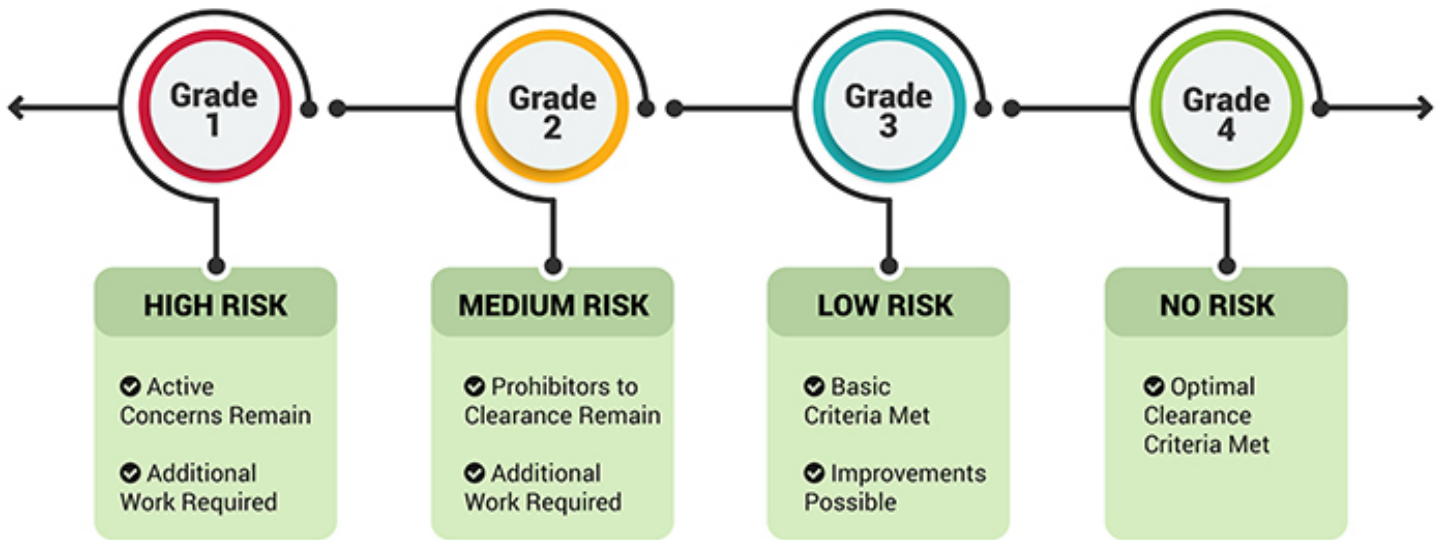 Grade
1
Grade
2
Grade
3
Grade
4
HIGH RISK
Active
Concerns Remain
Additional
Work Required
MEDIUM RISK
Prohibitors to
Clearance Remain
Additional
Work Required
LOW RISK
Basic
Criteria Met
Improvements
Possible
NO RISK
Optimal
Clearance
Criteria Met